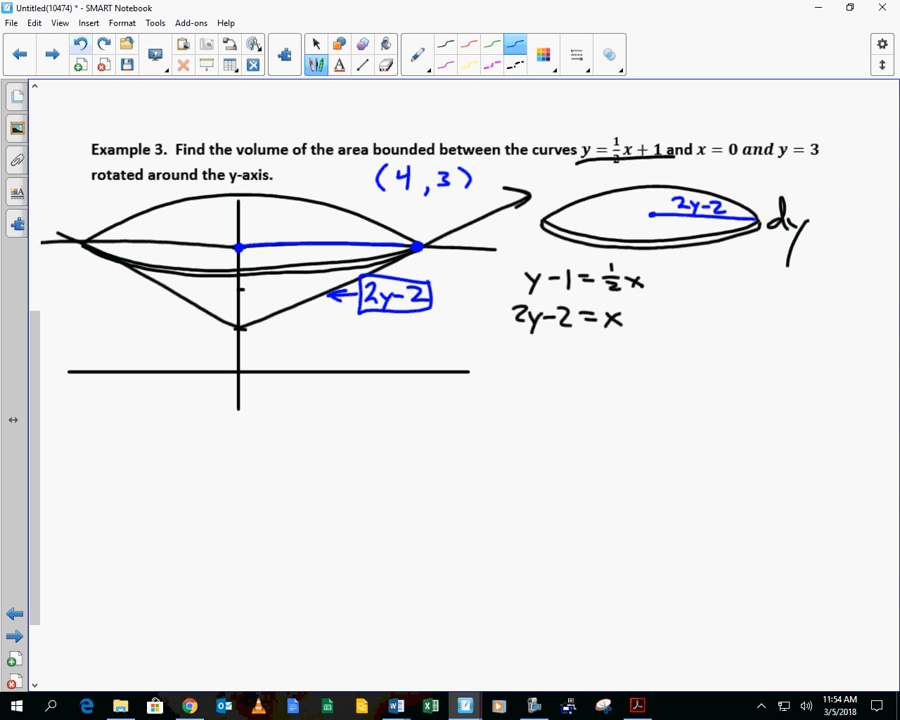 Untitled(10474) * - SMART Notebook
File Edit View Insert Format Tools Add-ons Help
Example 3. Find the volume of the area bounded between the curves y = 1/2 x + 1 and x = 0 and y = 3
rotated around the y-axis.
(4, 3)
2y-2
dy
2y-2
y-1 = 1/2 x
2y-2 = x
11:54 AM
3/5/2018